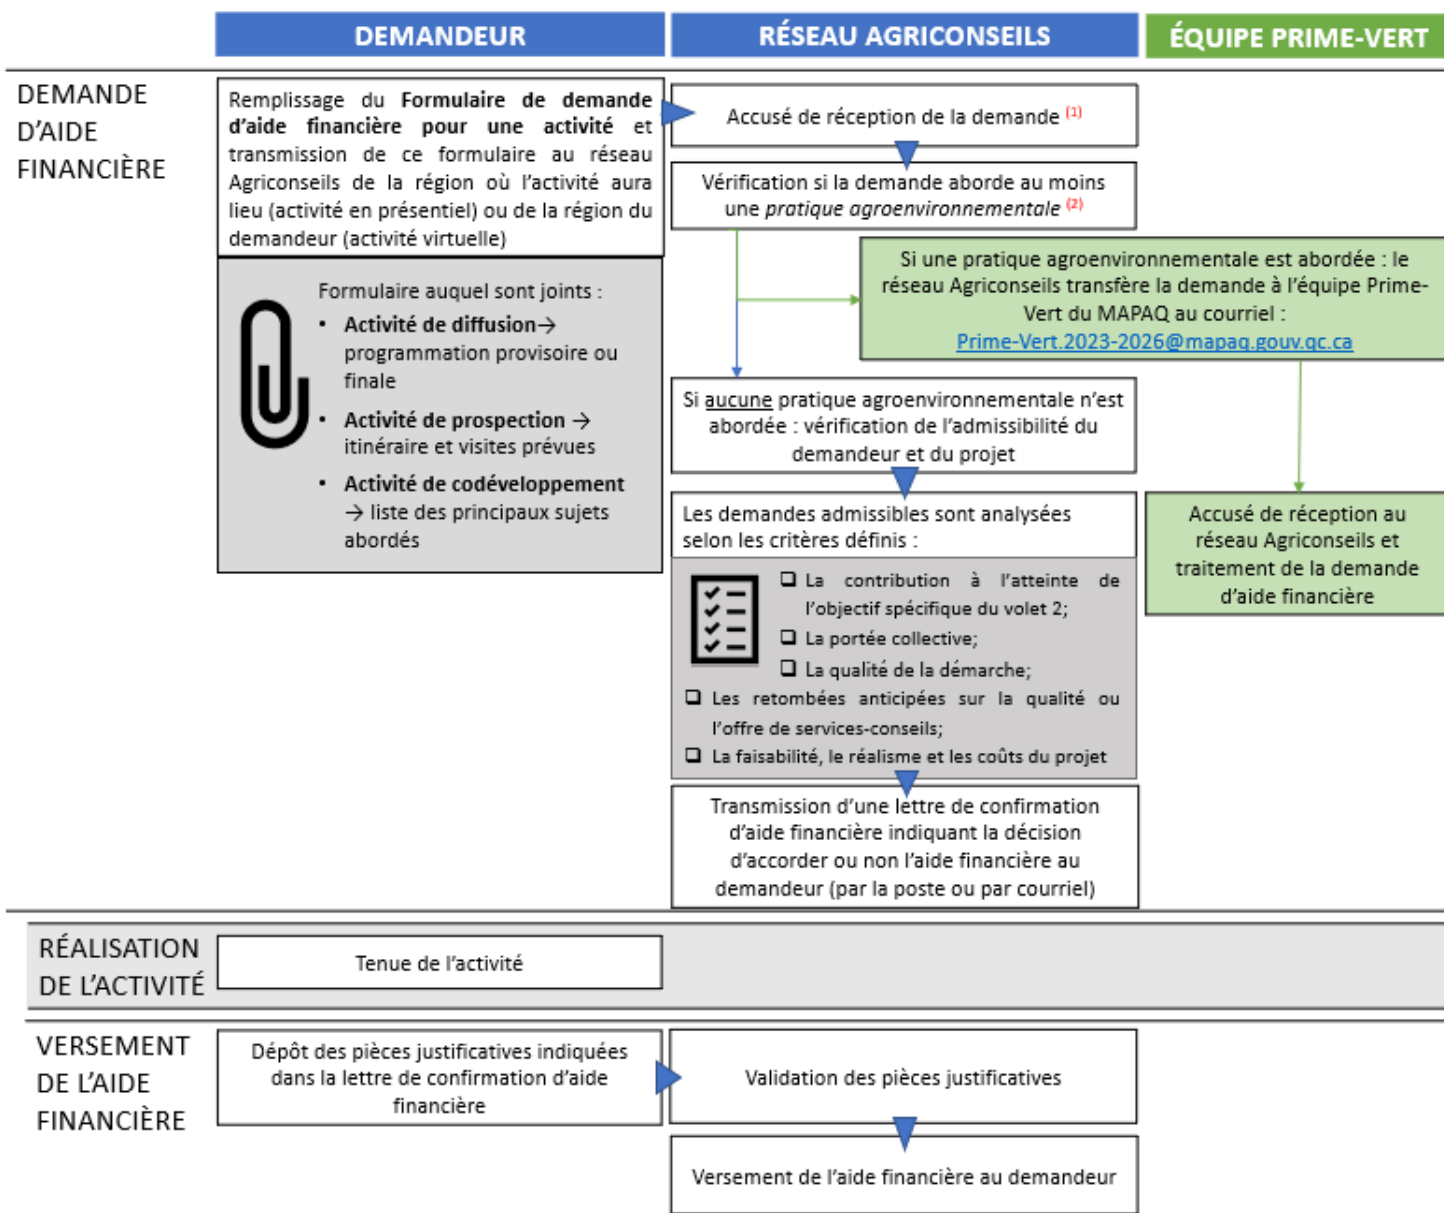 DEMANDEUR
RÉSEAU AGRICONSEILS
ÉQUIPE PRIME-VERT
DEMANDE
D’AIDE
FINANCIÈRE
Remplissage du Formulaire de demande
d’aide financière pour une activité et
transmission de ce formulaire au réseau
Agriconseils de la région où l’activité aura
lieu (activité en présentiel) ou de la région du
demandeur (activité virtuelle)
Formulaire auquel sont joints :
• Activité de diffusion→
programmation provisoire ou
finale
• Activité de prospection →
itinéraire et visites prévues
• Activité de codéveloppement
→ liste des principaux sujets
abordés
Accusé de réception de la demande (1)
Vérification si la demande aborde au moins
une pratique agroenvironnementale (2)
Si une pratique agroenvironnementale est abordée : le
réseau Agriconseils transfère la demande à l’équipe Prime-
Vert du MAPAQ au courriel :
Prime-Vert.2023-2026@mapaq.gouv.qc.ca
Si aucune pratique agroenvironnementale n’est
abordée : vérification de l’admissibilité du
demandeur et du projet
Les demandes admissibles sont analysées
selon les critères définis :
❑ La contribution à l’atteinte de
l’objectif spécifique du volet 2;
❑ La portée collective;
❑ La qualité de la démarche;
❑ Les retombées anticipées sur la qualité ou
l’offre de services-conseils;
❑ La faisabilité, le réalisme et les coûts du projet
Accusé de réception au
réseau Agriconseils et
traitement de la demande
d’aide financière
Transmission d’une lettre de confirmation
d’aide financière indiquant la décision
d’accorder ou non l’aide financière au
demandeur (par la poste ou par courriel)
RÉALISATION
DE L’ACTIVITÉ
Tenue de l’activité
VERSEMENT
DE L’AIDE
FINANCIÈRE
Dépôt des pièces justificatives indiquées
dans la lettre de confirmation d’aide
financière
Validation des pièces justificatives
Versement de l’aide financière au demandeur